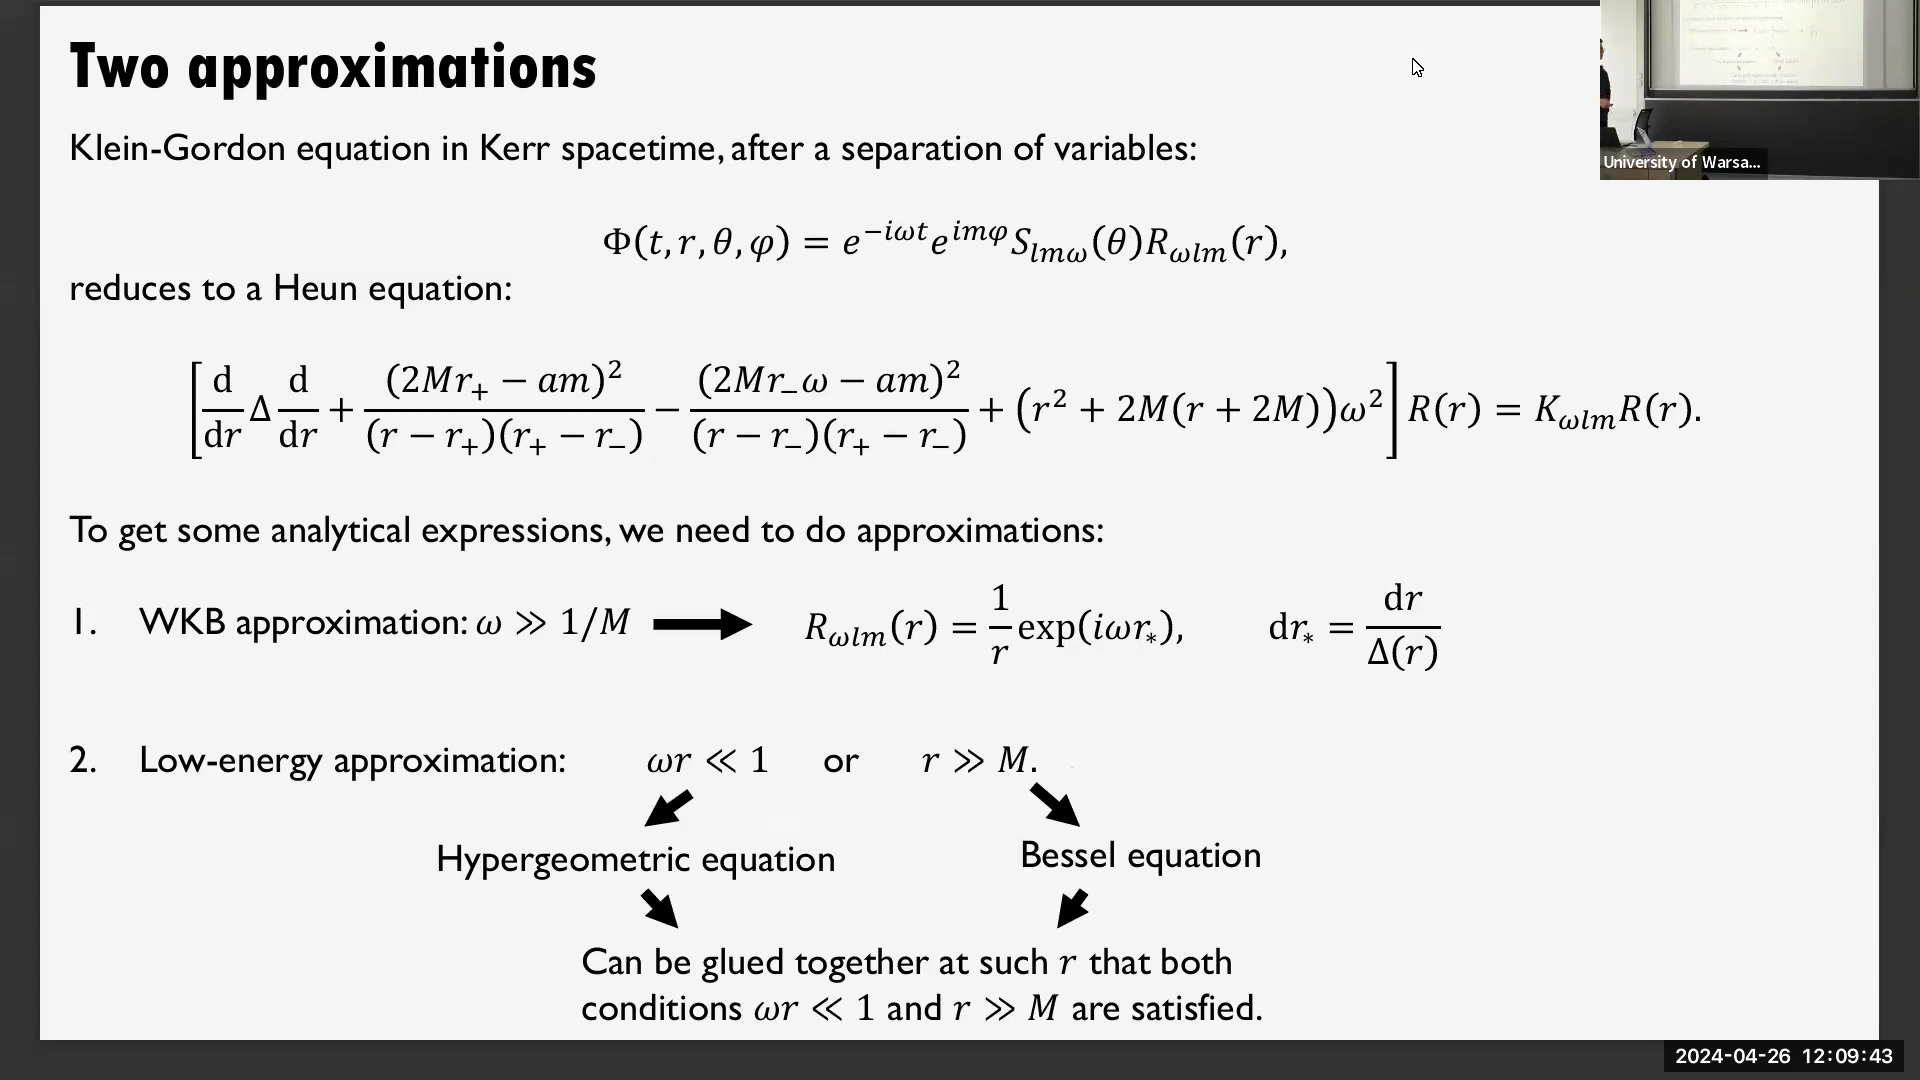 Two approximations
University of Warsa...
Klein-Gordon equation in Kerr spacetime, after a separation of variables:
Φ(t, r, θ, φ) = e^{−iωt} e^{imφ} S_{lmω}(θ) R_{ωlm}(r),
reduces to a Heun equation:
[d/dr Δ d/dr + (2Mr₊ − am)²/((r − r₊)(r₊ − r₋)) − (2Mr₋ω − am)²/((r − r₋)(r₊ − r₋)) + (r² + 2M(r + 2M))ω²] R(r) = K_{ωlm}R(r).
To get some analytical expressions, we need to do approximations:
1. WKB approximation: ω ≫ 1/M R_{ωlm}(r) = 1/r exp(iωr_*), dr_* = dr/Δ(r)
2. Low-energy approximation: ωr ≪ 1 or r ≫ M.
Hypergeometric equation Bessel equation
Can be glued together at such r that both
conditions ωr ≪ 1 and r ≫ M are satisfied.
2024-04-26 12:09:43